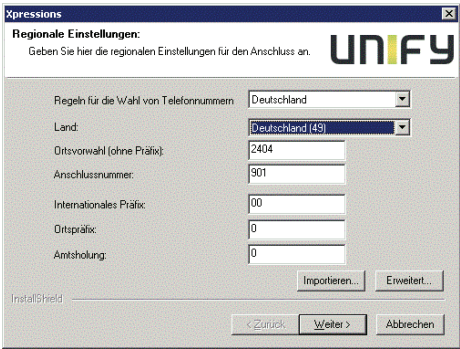 Xpressions
Regionale Einstellungen:
Geben Sie hier die regionalen Einstellungen für den Anschluss an.
UNIFY
Regeln für die Wahl von Telefonnummern
Deutschland
Land:
Deutschland (49)
Ortsvorwahl (ohne Präfix):
2404
Anschlussnummer:
901
Internationales Präfix:
00
Ortspräfix:
0
Amtsholung:
0
Importieren...
Erweitert...
InstallShield
< Zurück
Weiter >
Abbrechen